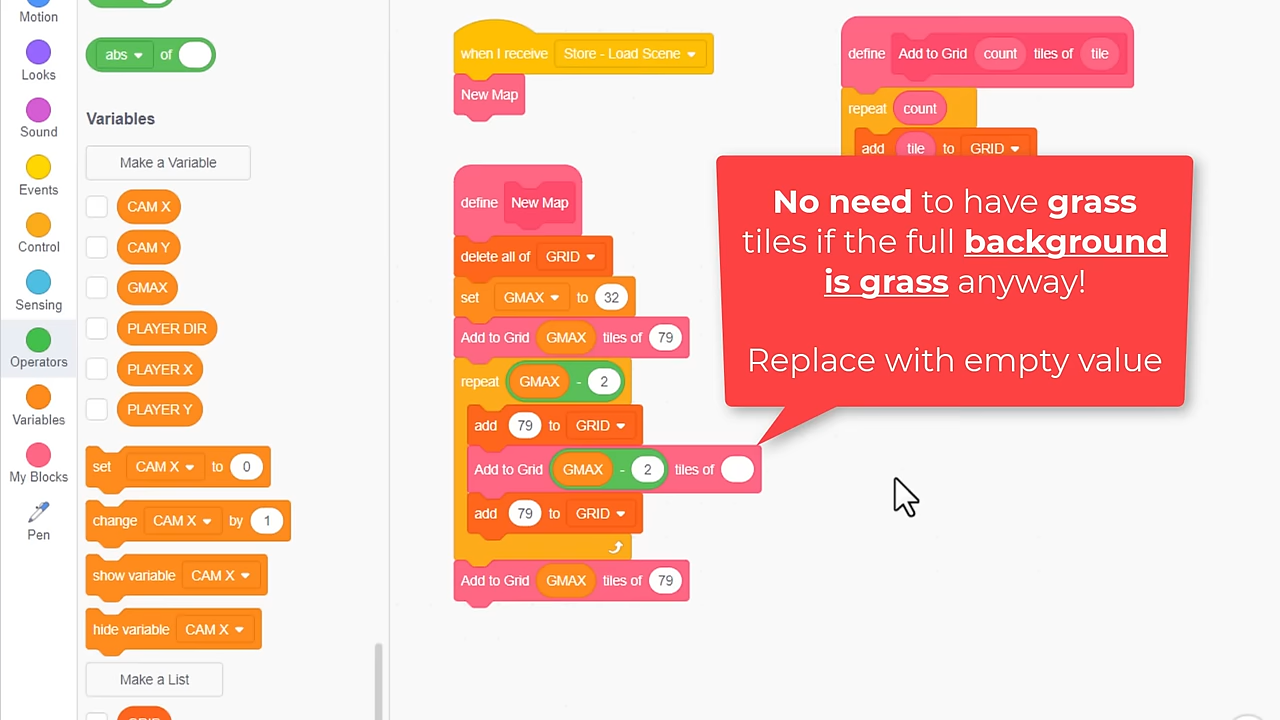 Motion
Looks
Sound
Events
Control
Sensing
Operators
Variables
My Blocks
Pen
abs of
Variables
Make a Variable
CAM X
CAM Y
GMAX
PLAYER DIR
PLAYER X
PLAYER Y
set CAM X to 0
change CAM X by 1
show variable CAM X
hide variable CAM X
Make a List
when I receive Store - Load Scene
New Map
define New Map
delete all of GRID
set GMAX to 32
Add to Grid GMAX tiles of 79
repeat GMAX - 2
add 79 to GRID
Add to Grid GMAX - 2 tiles of
add 79 to GRID
Add to Grid GMAX tiles of 79
define Add to Grid count tiles of tile
repeat count
add tile to GRID
No need to have grass
tiles if the full background
is grass anyway!
Replace with empty value